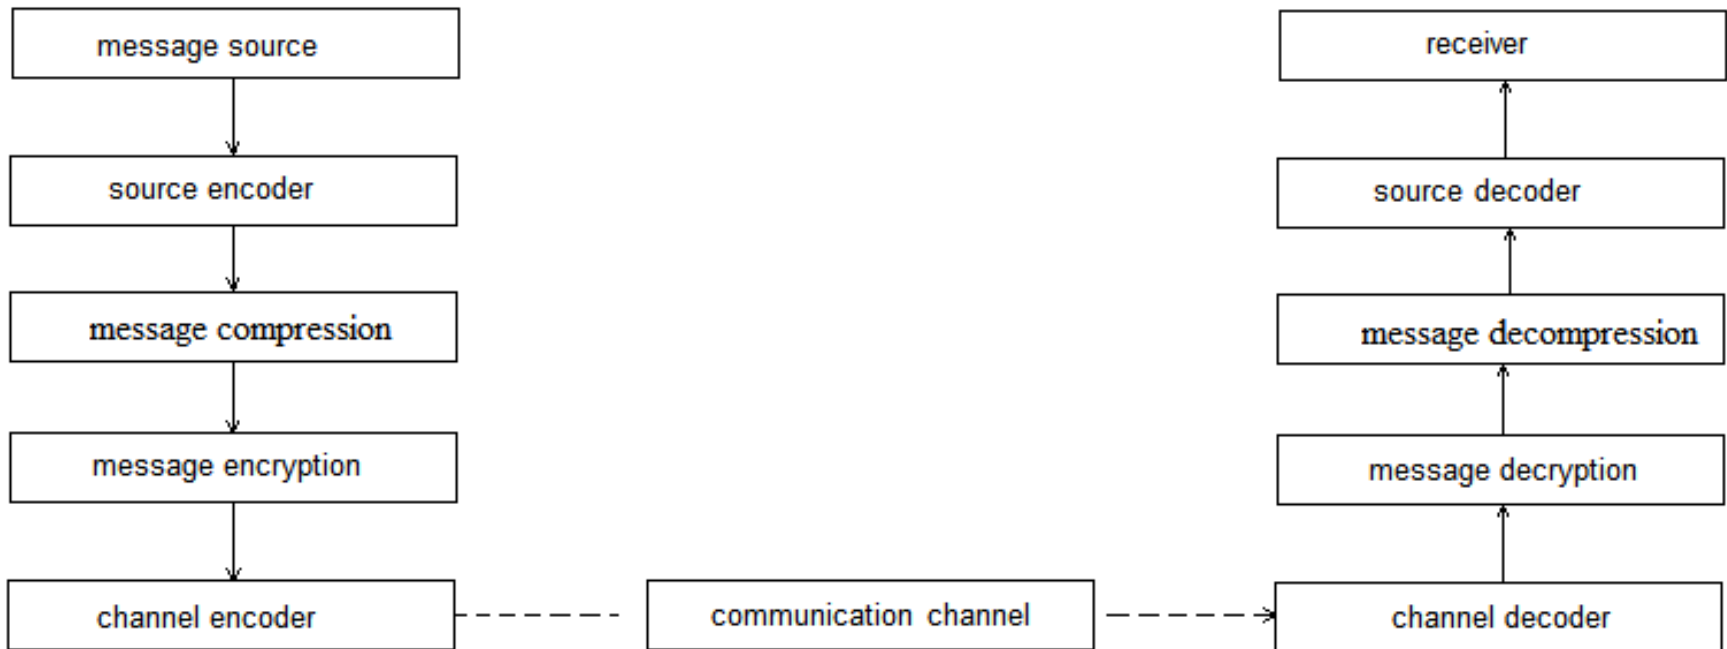 message source
source encoder
message compression
message encryption
channel encoder
communication channel
receiver
source decoder
message decompression
message decryption
channel decoder